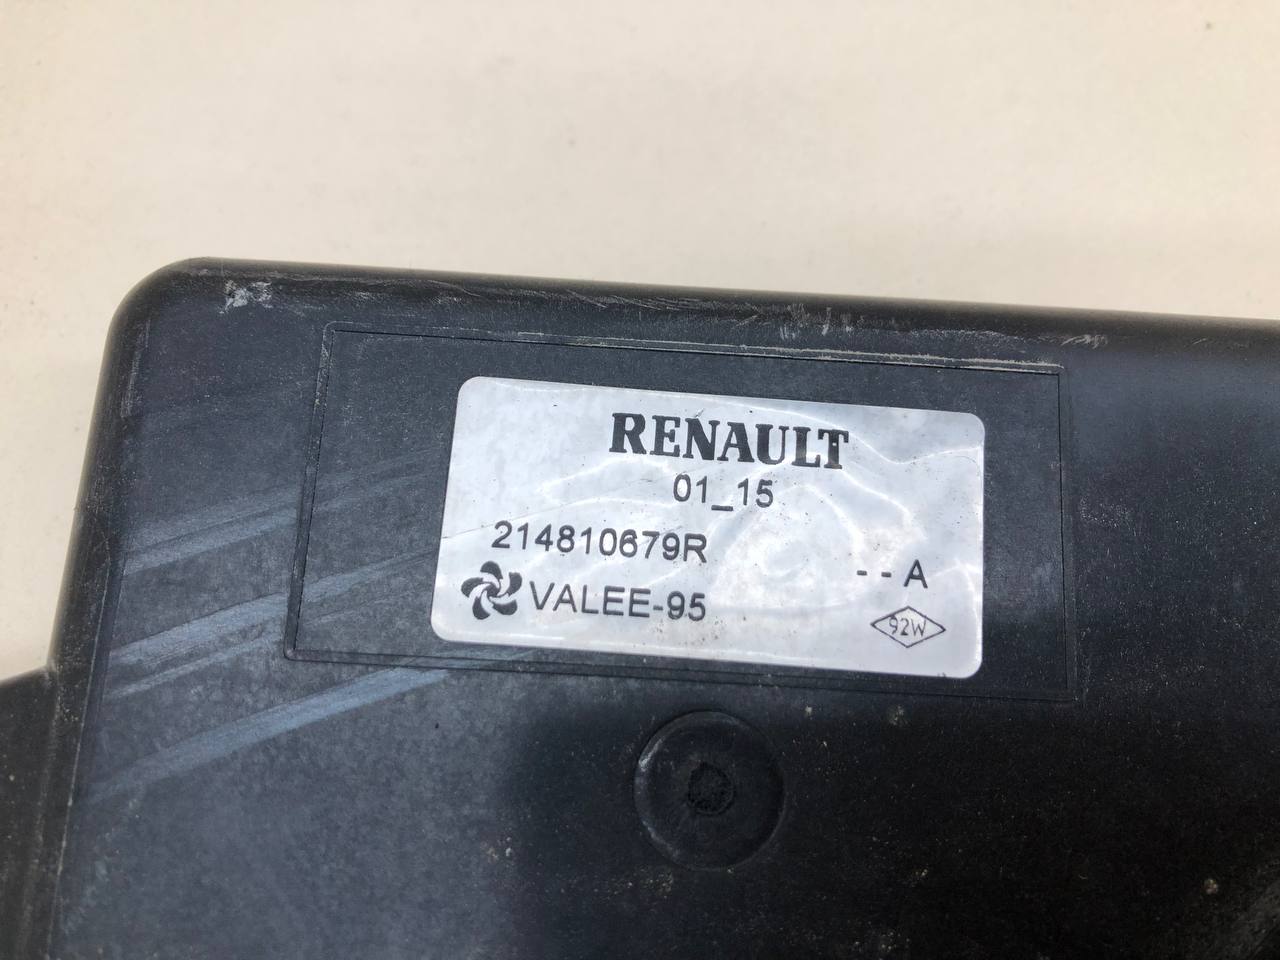 RENAULT
01_15
214810679R
-- A
VALEE-95
92W